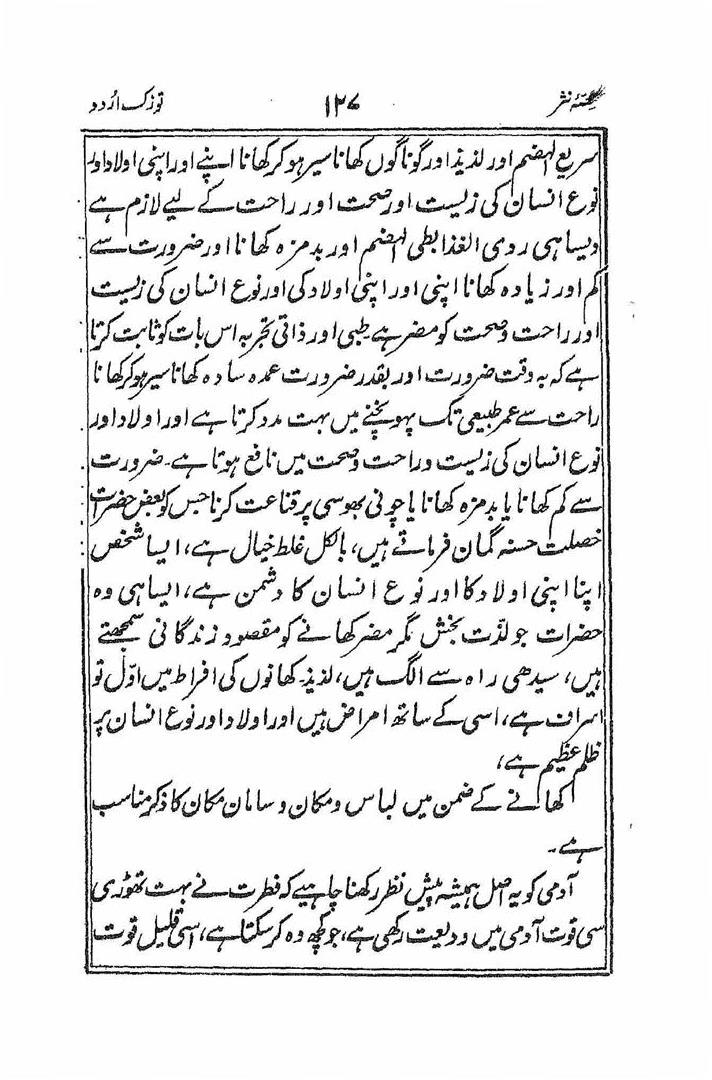 حصۂ نثر ۱۲۷ توزک اُردو
سریع الہضم اور لذیذ اور گوناگوں کھانا سیر ہو کر کھانا اپنے اور اپنی اولاد اور
نوع انسان کی زیست اور صحت اور راحت کے لیے لازم ہے
ویسا ہی ردی الغذا بطی الہضم اور بدمزہ کھانا اور ضرورت سے
کم اور زیادہ کھانا اپنی اور اپنی اولاد کی اور نوع انسان کی زیست
اور راحت و صحت کو مضر ہے۔ طبی اور ذاتی تجربہ اس بات کو ثابت کرتا
ہے کہ بہ وقت ضرورت اور بقدر ضرورت عمدہ سادہ کھانا سیر ہو کر کھانا
راحت سے عمر طبیعی تک پہونچنے میں بہت مدد کرتا ہے اور اولاد اور
نوع انسان کی زیست و راحت و صحت میں نافع ہوتا ہے۔ ضرورت
سے کم کھانا یا بدمزہ کھانا یا چونی بھوسی پر قناعت کرنا جس کو بعض حضرات
خصلت حسنہ گمان فرماتے ہیں، بالکل غلط خیال ہے، ایسا شخص
اپنا اپنی اولاد کا اور نوع انسان کا دشمن ہے، ایسا ہی وہ
حضرات جو لذّت بخش مگر مضر کھانے کو مقصود زندگانی سمجھتے
ہیں، سیدھی راہ سے الگ ہیں، لذیذ کھانوں کی افراط میں اوّل تو
اسراف ہے، اسی کے ساتھ امراض ہیں اور اولاد اور نوع انسان پر
ظلم عظیم ہے،
کھانے کے ضمن میں لباس و مکان و سامان مکان کا ذکر مناسب
ہے۔
آدمی کو یہ اصل ہمیشہ پیش نظر رکھنا چاہیے کہ فطرت نے بہت تھوڑی
سی قوت آدمی میں ودیعت رکھی ہے، جو کچھ وہ کر سکتا ہے، اسی قلیل قوت